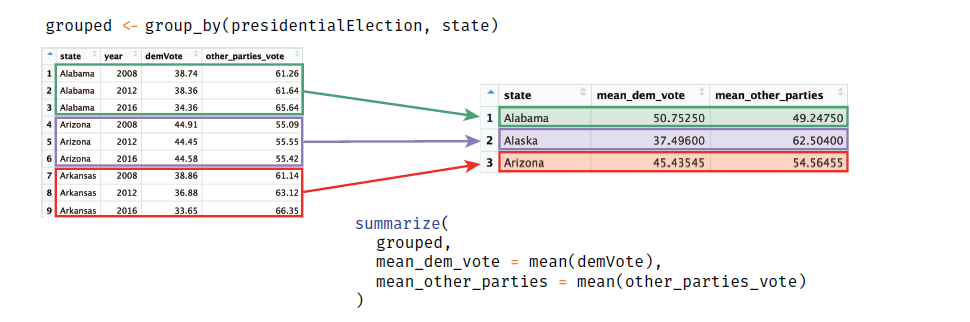 grouped <- group_by(presidentialElection, state)
state year demVote other_parties_vote
1 Alabama 2008 38.74 61.26
2 Alabama 2012 38.36 61.64
3 Alabama 2016 34.36 65.64
4 Arizona 2008 44.91 55.09
5 Arizona 2012 44.45 55.55
6 Arizona 2016 44.58 55.42
7 Arkansas 2008 38.86 61.14
8 Arkansas 2012 36.88 63.12
9 Arkansas 2016 33.65 66.35
state mean_dem_vote mean_other_parties
1 Alabama 50.75250 49.24750
2 Alaska 37.49600 62.50400
3 Arizona 45.43545 54.56455
summarize(
grouped,
mean_dem_vote = mean(demVote),
mean_other_parties = mean(other_parties_vote)
)